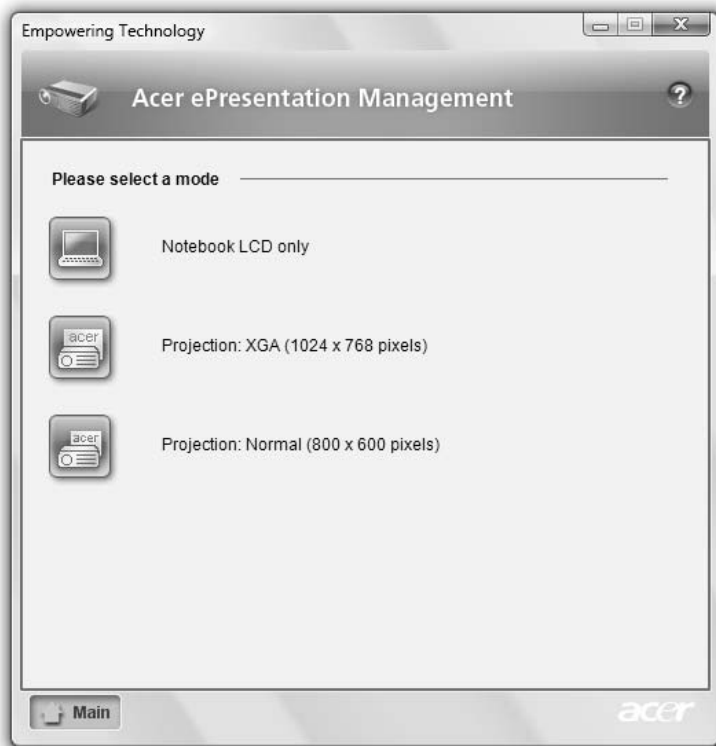 Empowering Technology
Acer ePresentation Management
?
Please select a mode
Notebook LCD only
acer
Projection: XGA (1024 x 768 pixels)
acer
Projection: Normal (800 x 600 pixels)
Main
acer